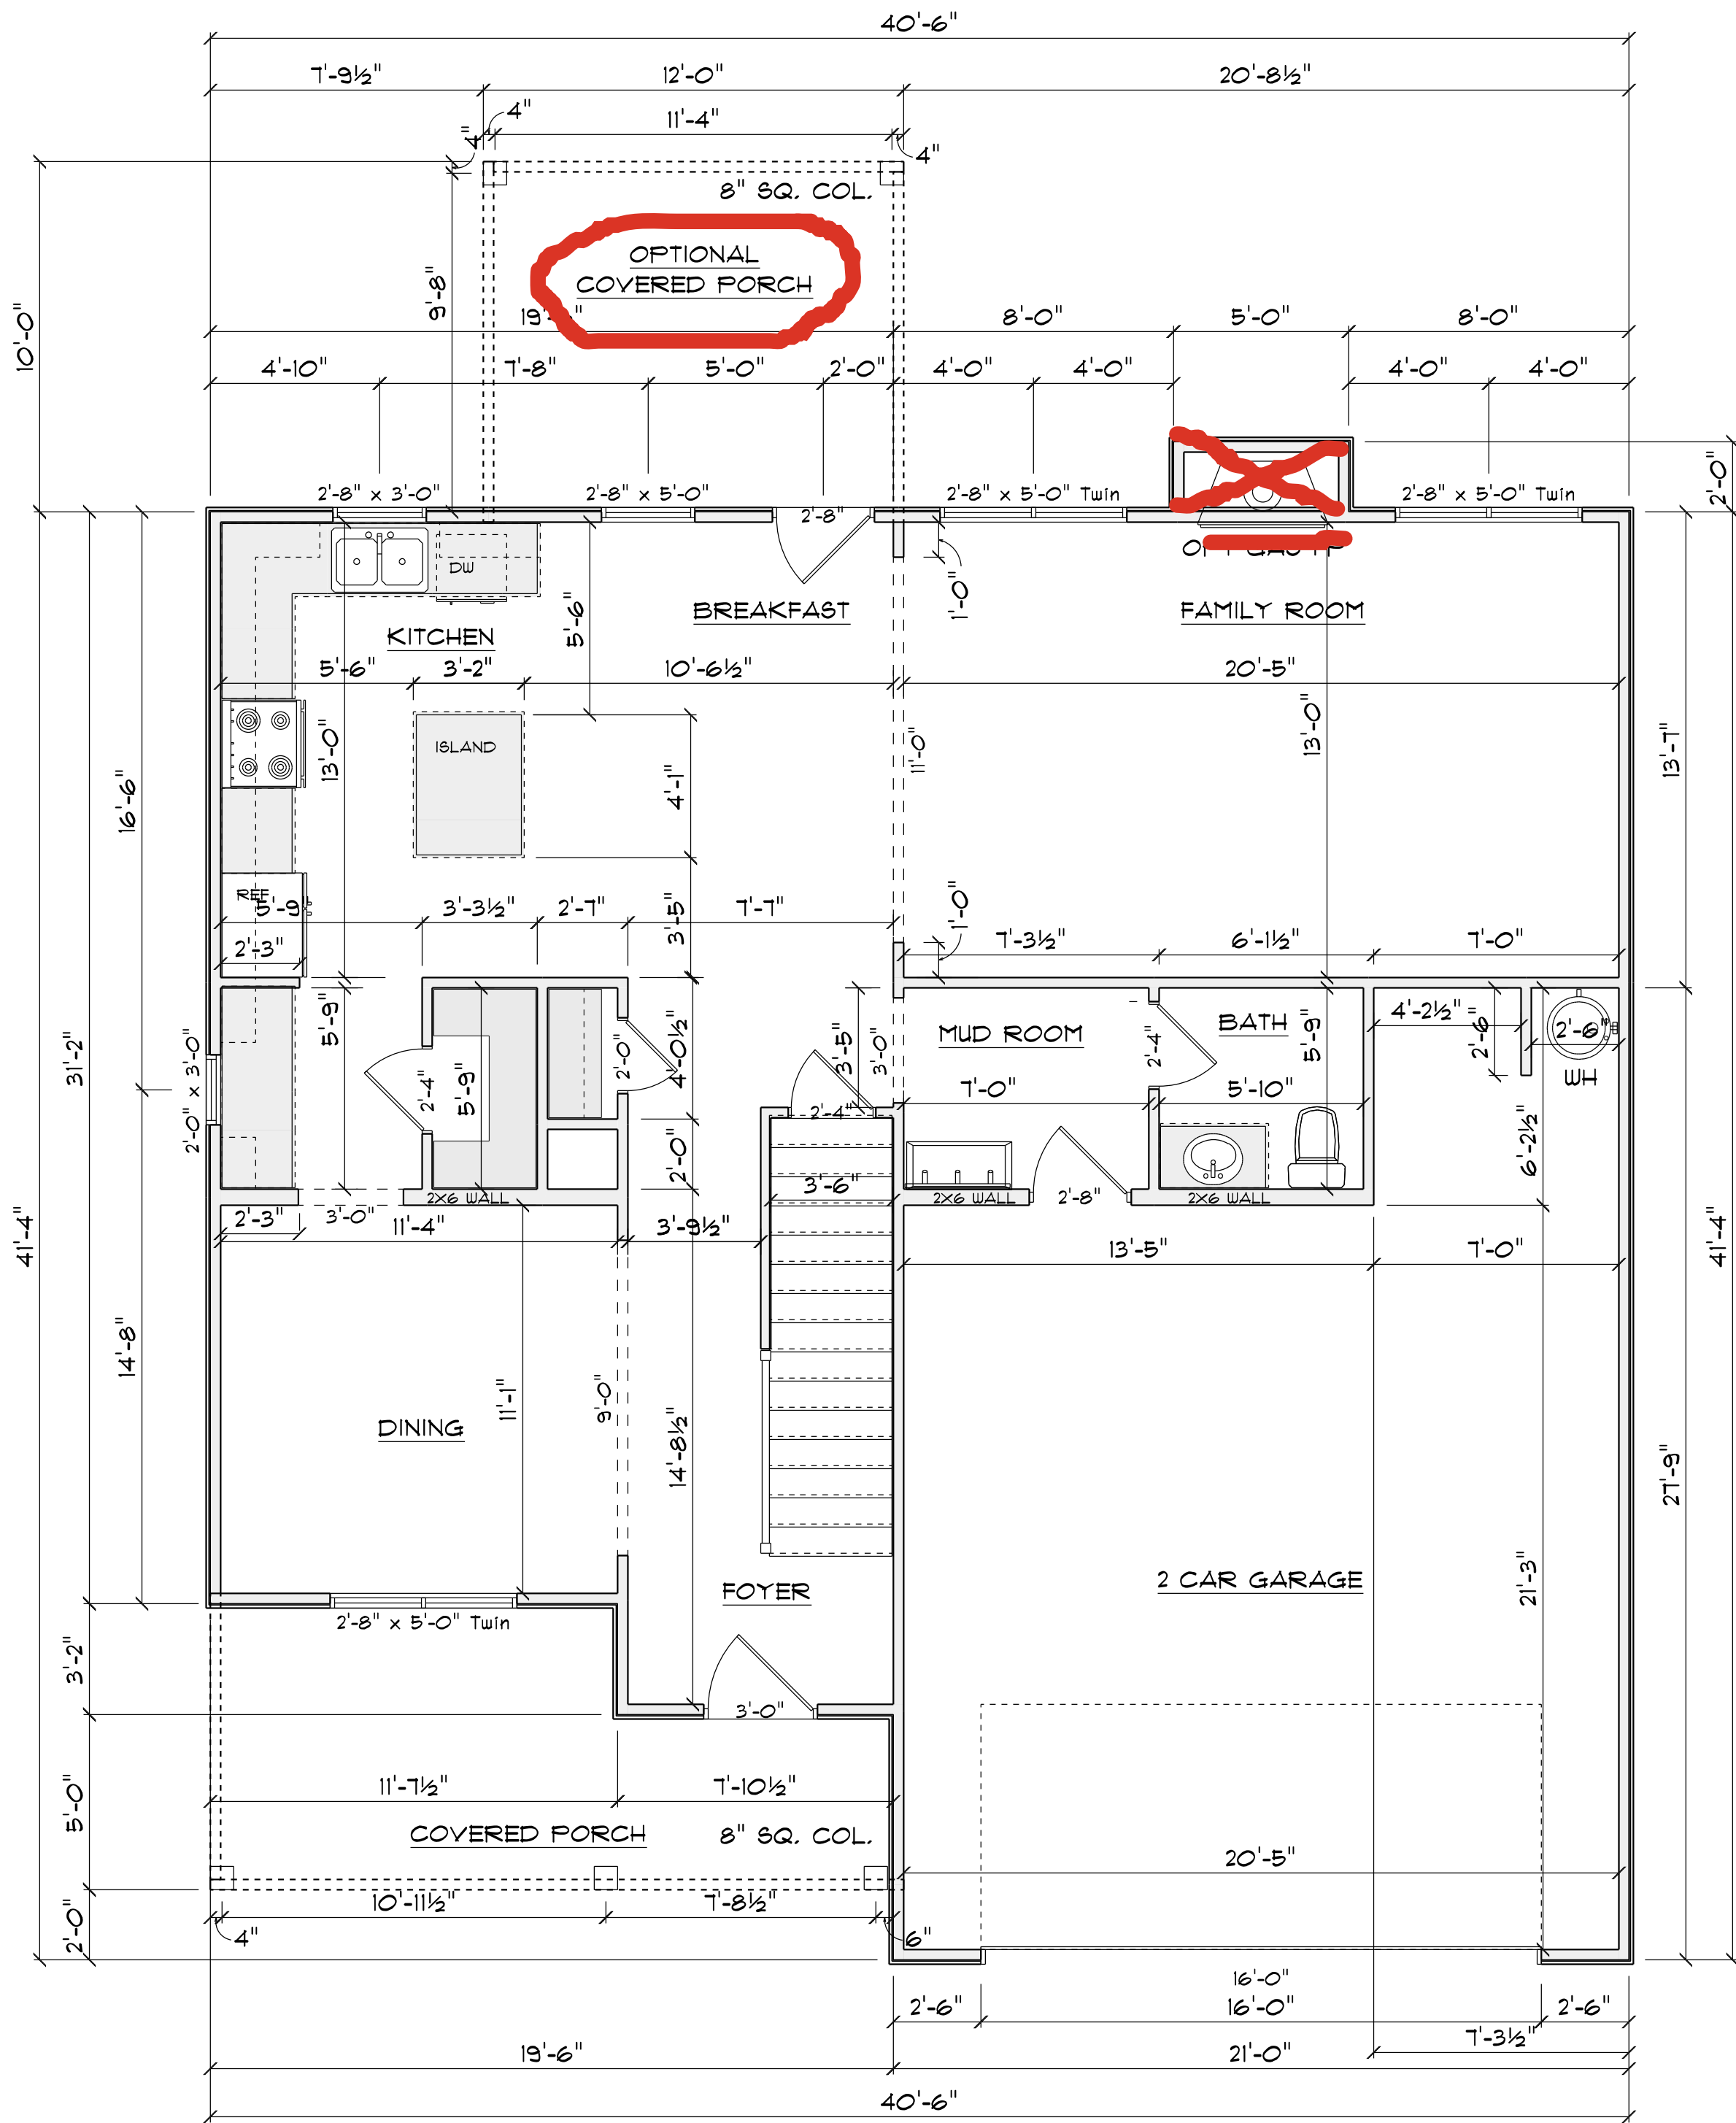 40'-6"
7'-9½" 12'-0" 20'-8½"
4" 11'-4" 4"
4"
8" SQ. COL.
OPTIONAL
COVERED PORCH
9'-8"
10'-0"
8'-0" 5'-0" 8'-0"
4'-10" 7'-8" 5'-0" 2'-0" 4'-0" 4'-0" 4'-0" 4'-0"
2'-0"
2'-8" x 3'-0" 2'-8" x 5'-0" 2'-8" 2'-8" x 5'-0" Twin 2'-8" x 5'-0" Twin
DW
1'-0"
5'-6"
BREAKFAST FAMILY ROOM
KITCHEN
5'-6" 3'-2" 10'-6½" 20'-5"
ISLAND
13'-0"
11'-0"
13'-0"
13'-7"
4'-1"
16'-6"
REF
5'-9" 3'-3½" 2'-7" 7'-7"
3'-5"
1'-0"
2'-3"
7'-3½" 6'-1½" 7'-0"
31'-2"
2'-0" x 3'-0"
5'-9"
2'-4"
5'-9"
2'-0"
4'-0½"
3'-5"
3'-0"
MUD ROOM
2'-4"
BATH
5'-9"
4'-2½"
2'-6"
2'-6"
WH
7'-0" 5'-10"
2'-4"
2'-0"
6'-2½"
3'-6"
2X6 WALL 2X6 WALL 2'-8" 2X6 WALL
2'-3" 3'-0"
11'-4" 3'-9½"
13'-5" 7'-0"
41'-4"
41'-4"
14'-8"
11'-1"
9'-0"
14'-8½"
DINING
27'-9"
21'-3"
2 CAR GARAGE
FOYER
2'-8" x 5'-0" Twin
3'-2"
3'-0"
11'-7½" 7'-10½"
5'-0"
COVERED PORCH 8" SQ. COL.
20'-5"
10'-11½" 7'-8½"
4" 6"
2'-0"
16'-0"
2'-6" 16'-0" 2'-6"
7'-3½"
19'-6" 21'-0"
40'-6"